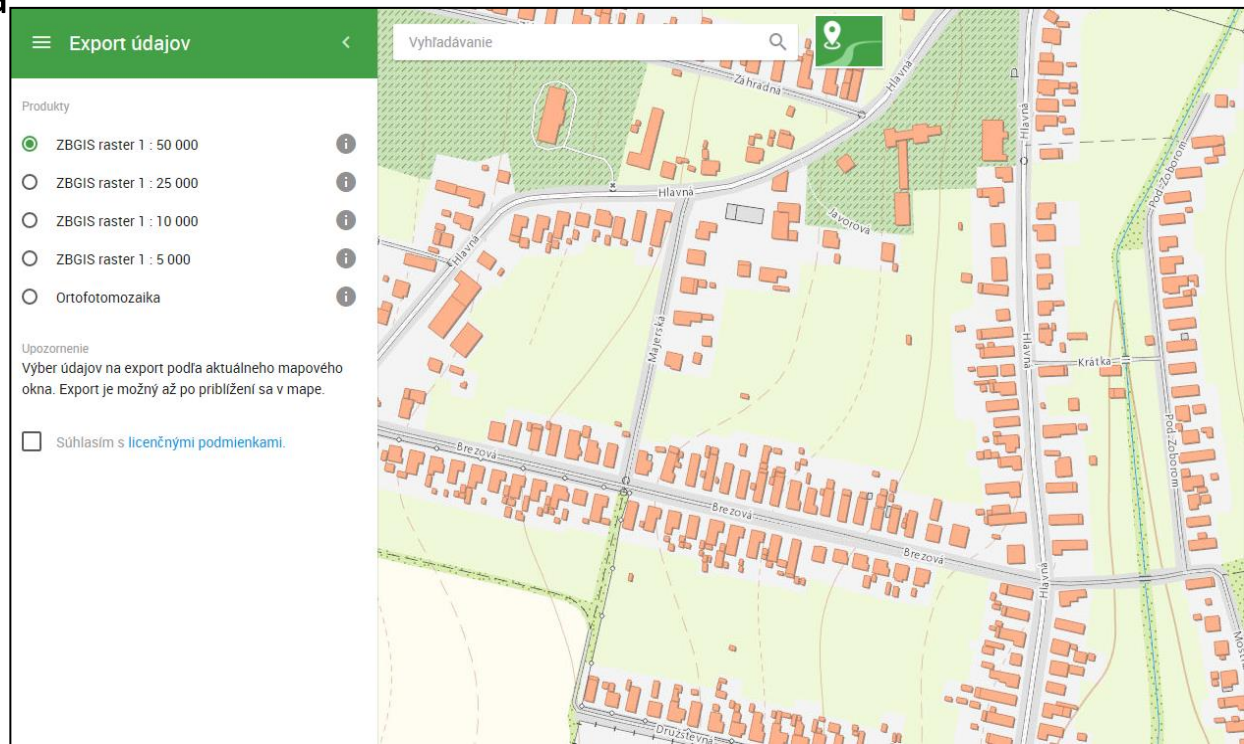 Export údajov
Vyhľadávanie
Produkty
ZBGIS raster 1 : 50 000
ZBGIS raster 1 : 25 000
ZBGIS raster 1 : 10 000
ZBGIS raster 1 : 5 000
Ortofotomozaika
Upozornenie
Výber údajov na export podľa aktuálneho mapového
okna. Export je možný až po priblížení sa v mape.
Súhlasím s licenčnými podmienkami.
Záhradná
Hlavná
Hlavná
Pod Zoborom
Hlavná
Javorová
Hlavná
Majerská
Hlavná
Krátka
Pod Zoborom
Brezová
Brezová
Brezová
Hlavná
Družstevná